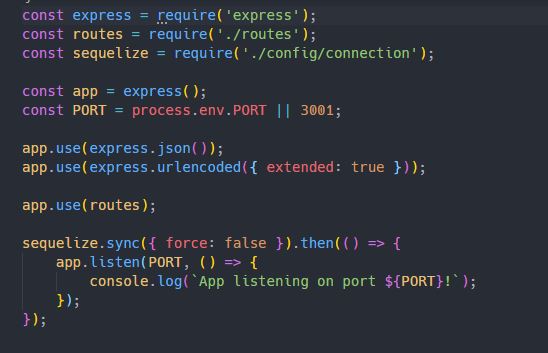 const express = require('express');
const routes = require('./routes');
const sequelize = require('./config/connection');

const app = express();
const PORT = process.env.PORT || 3001;

app.use(express.json());
app.use(express.urlencoded({ extended: true }));

app.use(routes);

sequelize.sync({ force: false }).then(() => {
    app.listen(PORT, () => {
        console.log(`App listening on port ${PORT}!`);
    });
});